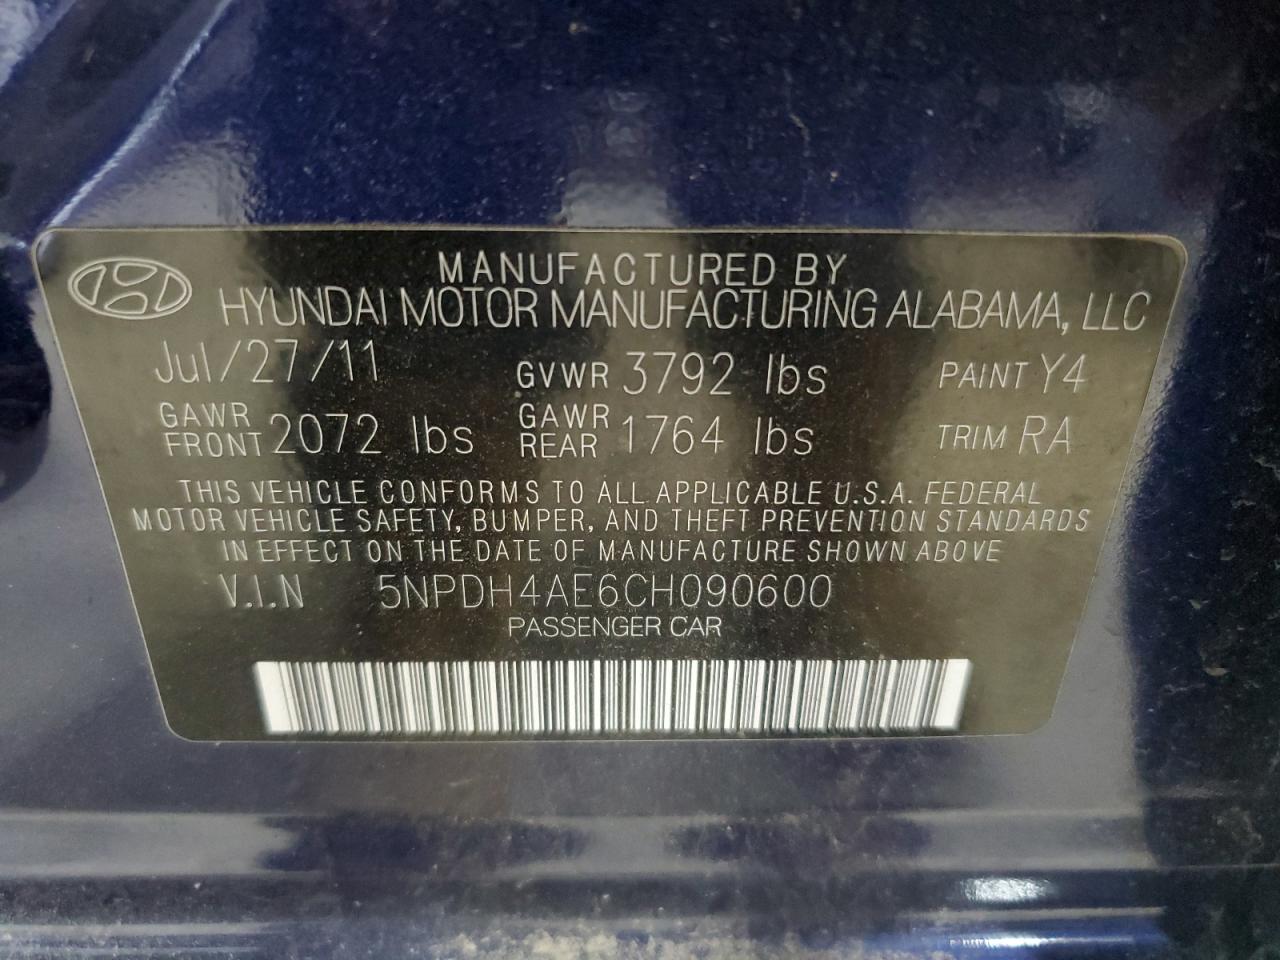 MANUFACTURED BY
HYUNDAI MOTOR MANUFACTURING ALABAMA, LLC
Jul/27/11 GVWR 3792 lbs PAINT Y4
GAWR FRONT 2072 lbs GAWR REAR 1764 lbs TRIM RA
THIS VEHICLE CONFORMS TO ALL APPLICABLE U.S.A. FEDERAL
MOTOR VEHICLE SAFETY, BUMPER, AND THEFT PREVENTION STANDARDS
IN EFFECT ON THE DATE OF MANUFACTURE SHOWN ABOVE
V.I.N 5NPDH4AE6CH090600
PASSENGER CAR